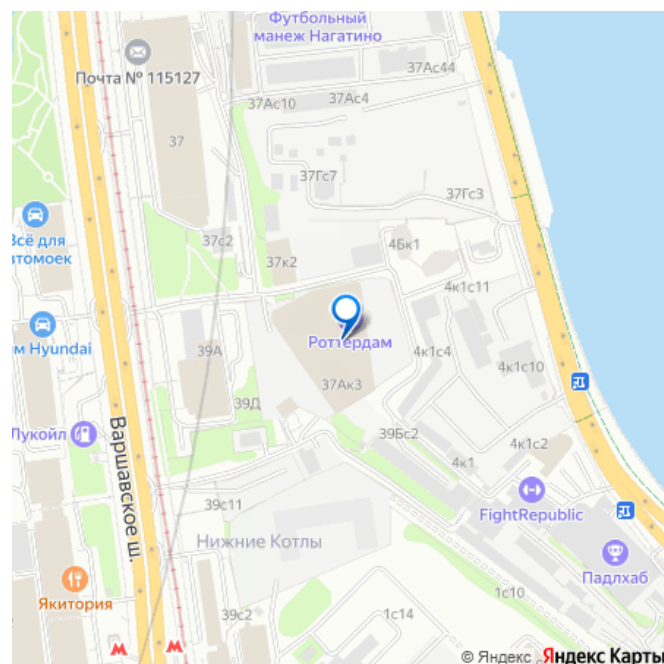 Футбольный
манеж Нагатино
Почта № 115127
37Ас44
37Ас10
37Ас4
37
37Гс7
37Гс3
Всё для
втомоек
37с2
4Бк1
37к2
4к1с11
м Hyundai
39А
Роттердам
4к1с4
4к1с10
37Ак3
39Д
Лукойл
Варшавское ш.
39Бс2
4к1с2
4к1
39с11
FightRepublic
Нижние Котлы
Падлхаб
Якитория
1с10
39с2
1с14
© Яндекс Яндекс Карты